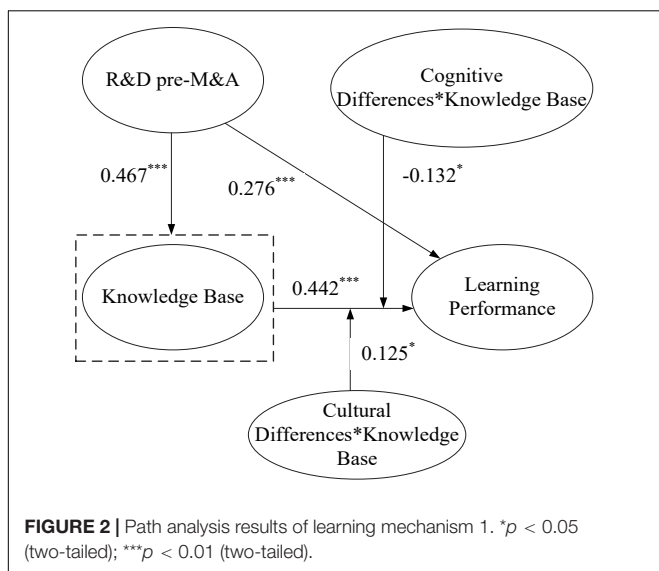 R&D pre-M&A
Cognitive
Differences*Knowledge Base
0.467***
0.276***
-0.132*
Knowledge Base
0.442***
Learning
Performance
0.125*
Cultural
Differences*Knowledge
Base
FIGURE 2 | Path analysis results of learning mechanism 1. *p < 0.05
(two-tailed); ***p < 0.01 (two-tailed).